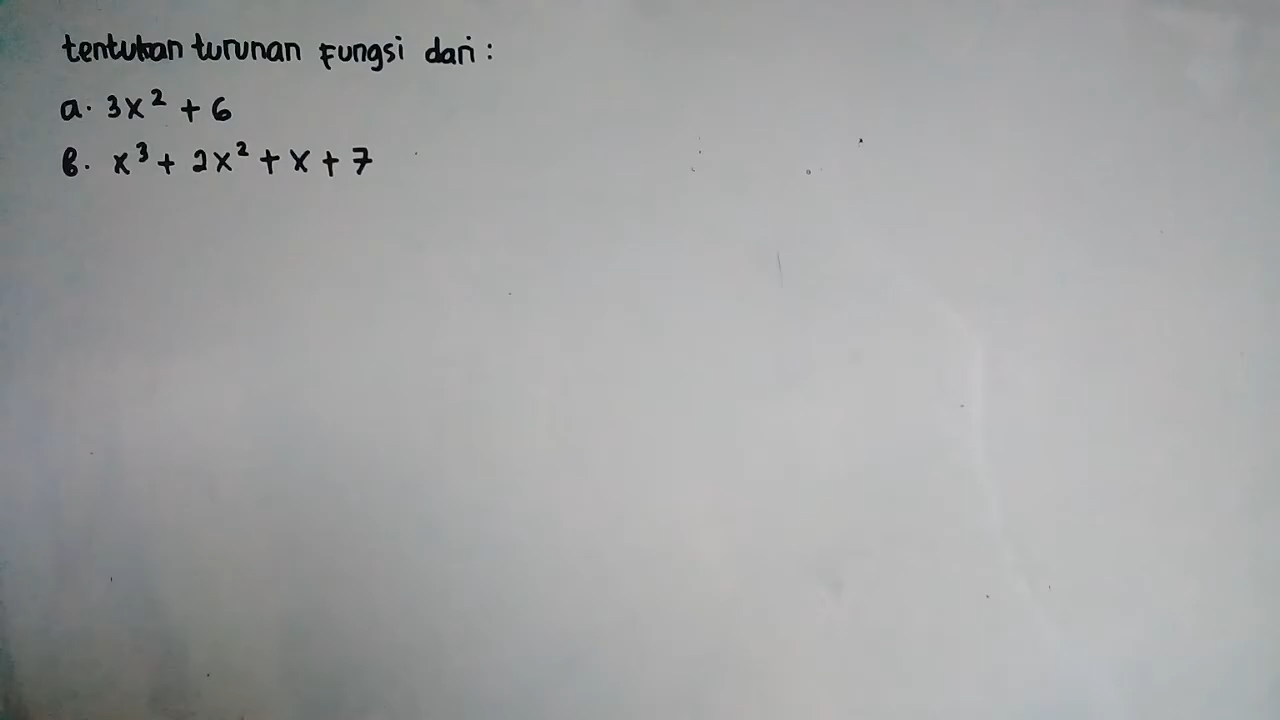 tentukan turunan fungsi dari :
a. 3x² + 6
b. x³ + 2x² + x + 7